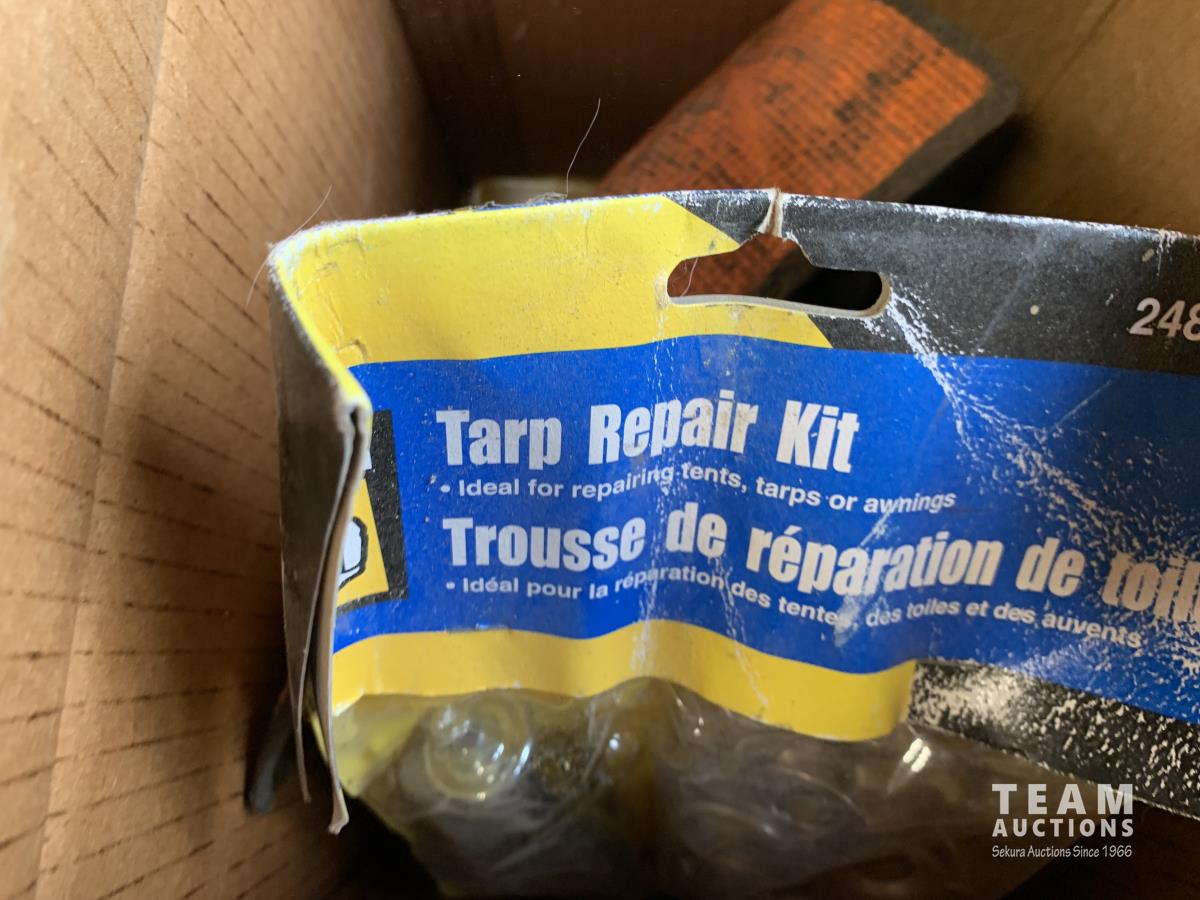 248
Tarp Repair Kit
• Ideal for repairing tents, tarps or awnings
Trousse de réparation de
• Idéal pour la réparation des tentes, des toiles et des auvents
TEAM
AUCTIONS
Sekura Auctions Since 1966